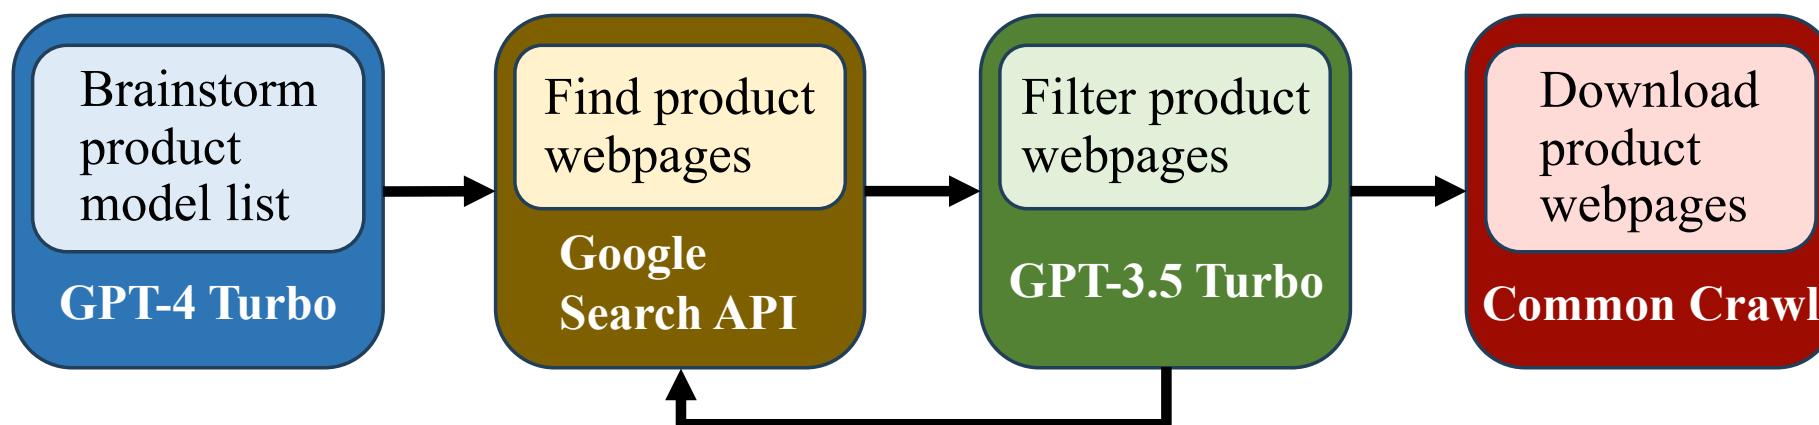 Brainstorm
product
model list
GPT-4 Turbo
Find product
webpages
Google
Search API
Filter product
webpages
GPT-3.5 Turbo
Download
product
webpages
Common Crawl